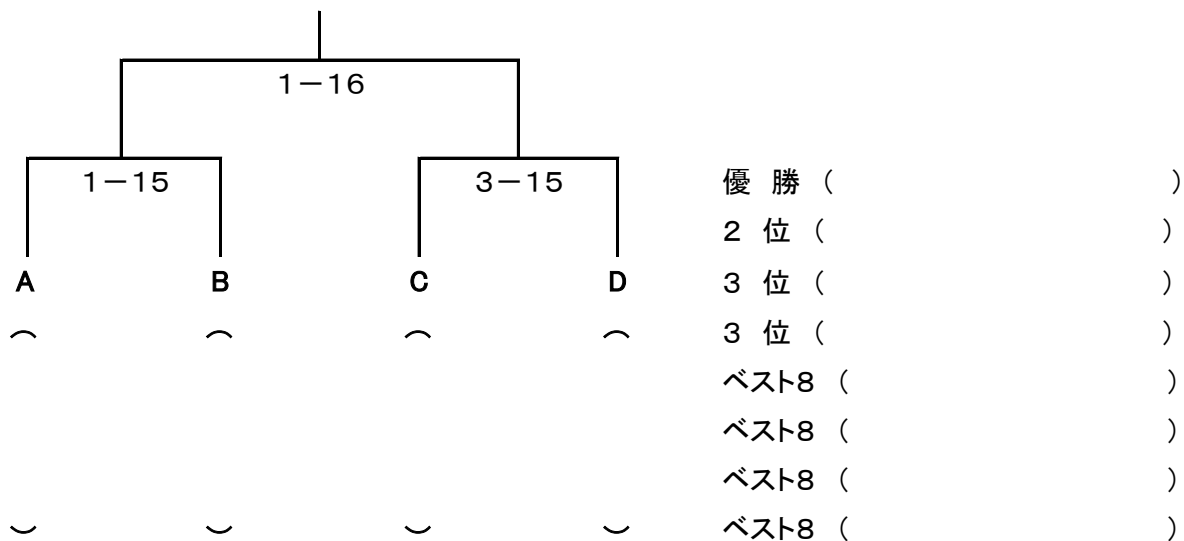 1－16
1－15
3－15
A B C D
（ ） （ ） （ ） （ ）
優 勝 （ ）
2 位 （ ）
3 位 （ ）
3 位 （ ）
ベスト8 （ ）
ベスト8 （ ）
ベスト8 （ ）
ベスト8 （ ）